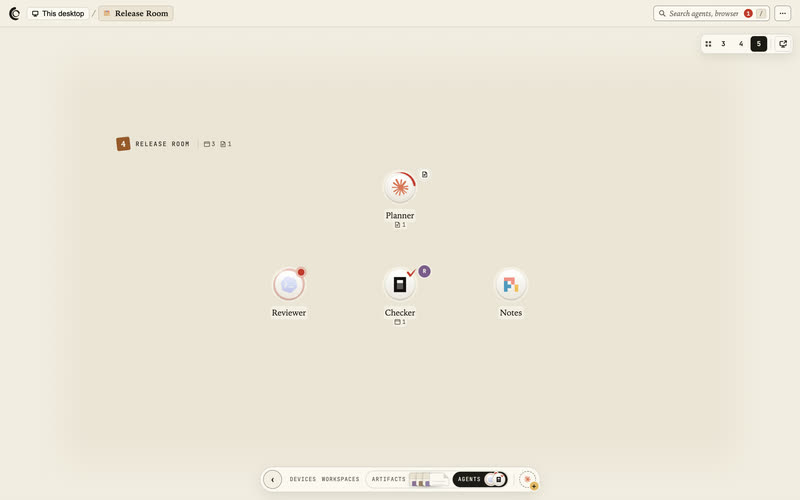 This desktop / Release Room
Search agents, browser 1 /
3 4 5
4 RELEASE ROOM 3 1
Planner
1
R
Reviewer
Checker
Notes
1
DEVICES WORKSPACES ARTIFACTS AGENTS